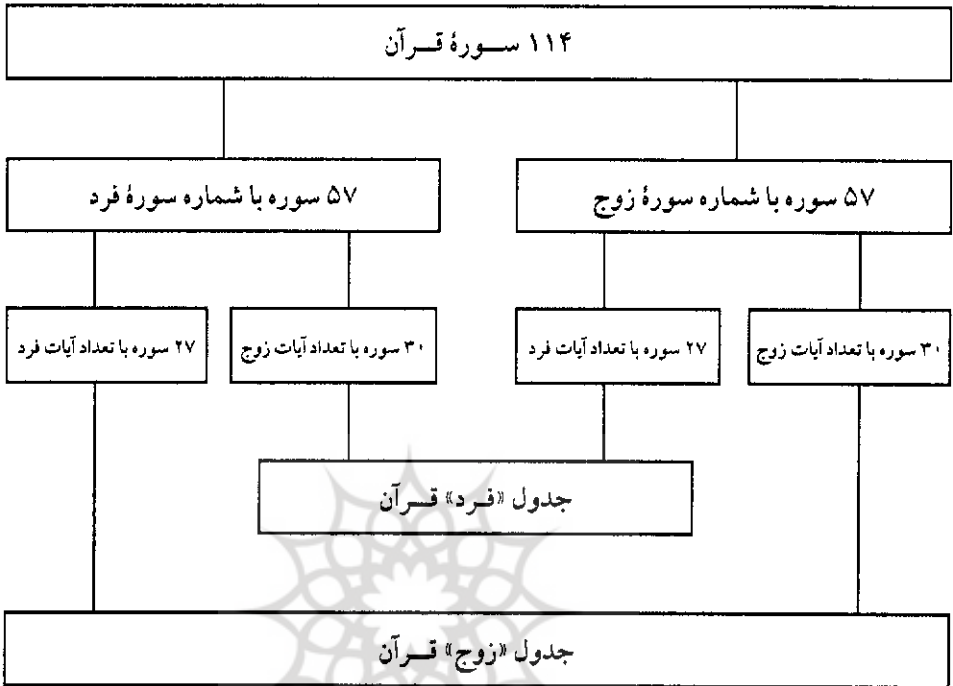 ۱۱۴ ســورهٔ قــرآن
۵۷ سوره با شماره سورهٔ زوج
۵۷ سوره با شماره سورهٔ فرد
۳۰ سوره با تعداد آیات زوج
۲۷ سوره با تعداد آیات فرد
۳۰ سوره با تعداد آیات زوج
۲۷ سوره با تعداد آیات فرد
جدول «فـرد» قــرآن
جدول «زوج» قــرآن